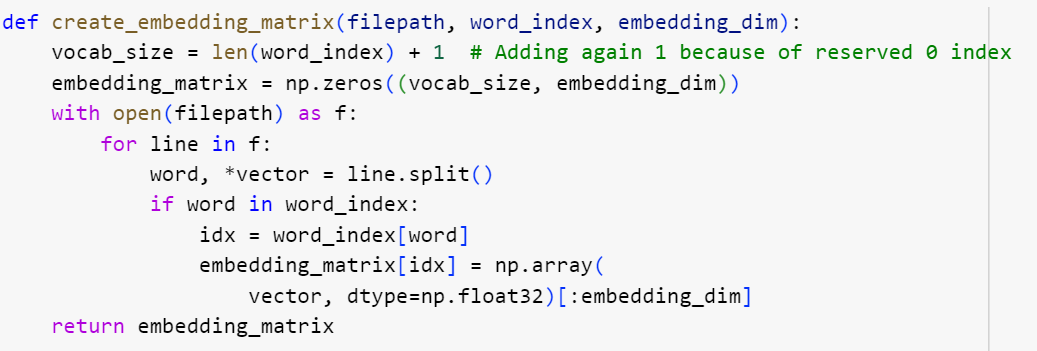 def create_embedding_matrix(filepath, word_index, embedding_dim):
    vocab_size = len(word_index) + 1  # Adding again 1 because of reserved 0 index
    embedding_matrix = np.zeros((vocab_size, embedding_dim))
    with open(filepath) as f:
        for line in f:
            word, *vector = line.split()
            if word in word_index:
                idx = word_index[word]
                embedding_matrix[idx] = np.array(
                    vector, dtype=np.float32)[:embedding_dim]
    return embedding_matrix